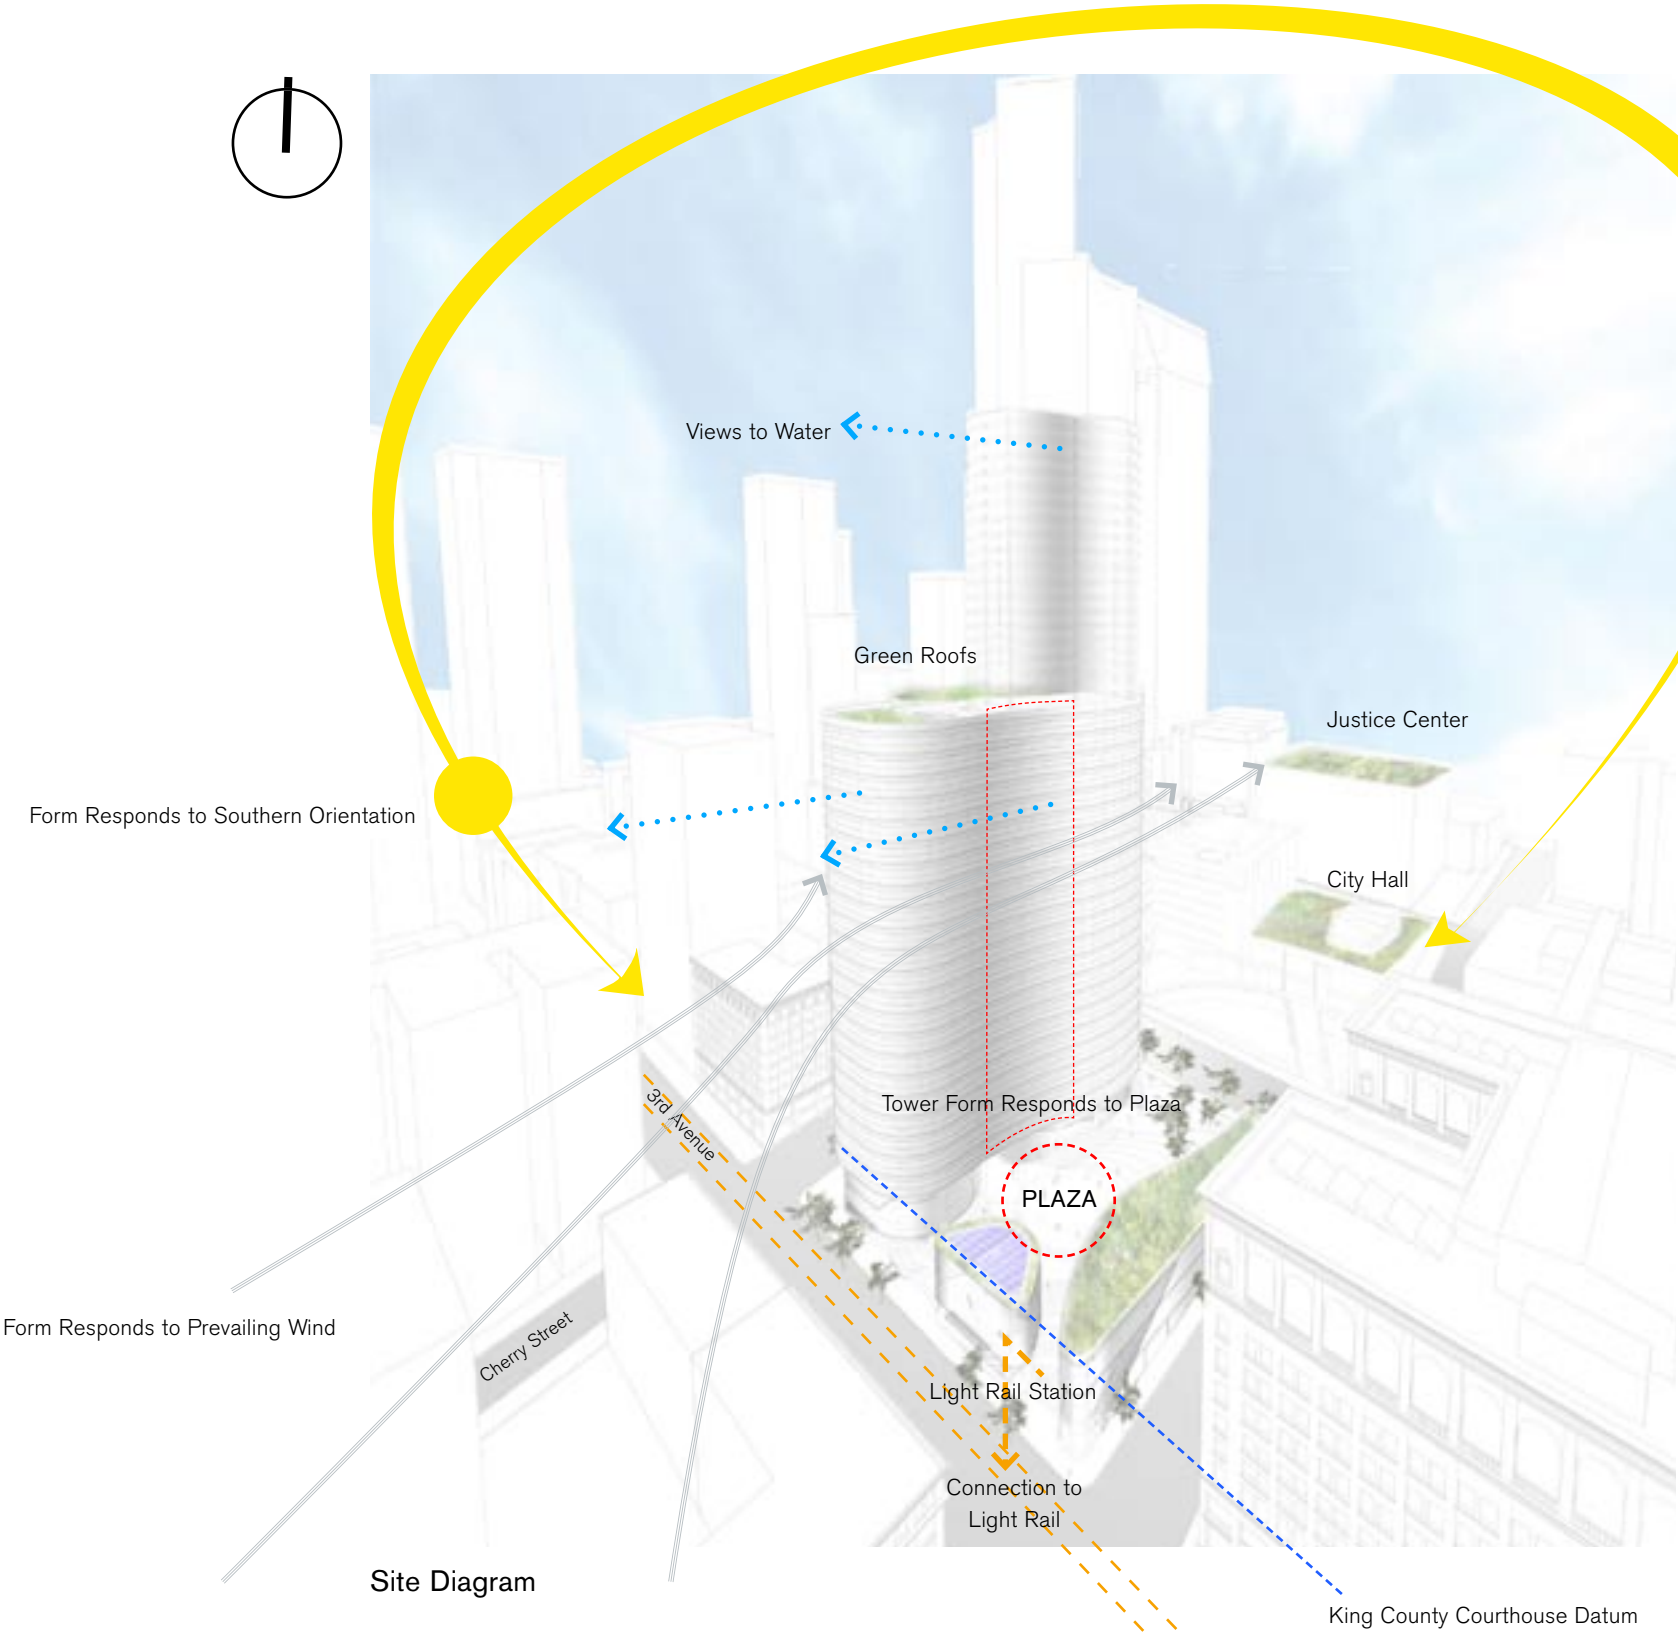 Views to Water
Green Roofs
Justice Center
Form Responds to Southern Orientation
City Hall
3rd Avenue
Tower Form Responds to Plaza
PLAZA
Form Responds to Prevailing Wind
Cherry Street
Light Rail Station
Connection to
Light Rail
Site Diagram
King County Courthouse Datum